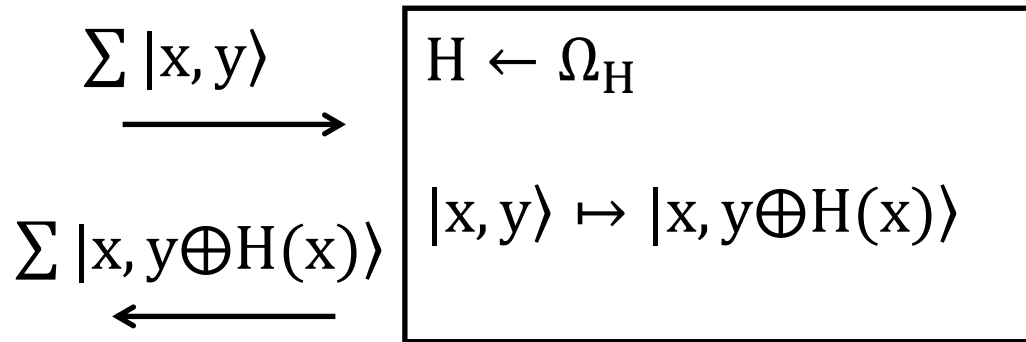 ∑ |x, y⟩
H ← Ω_H
|x, y⟩ ↦ |x, y⊕H(x)⟩
∑ |x, y⊕H(x)⟩